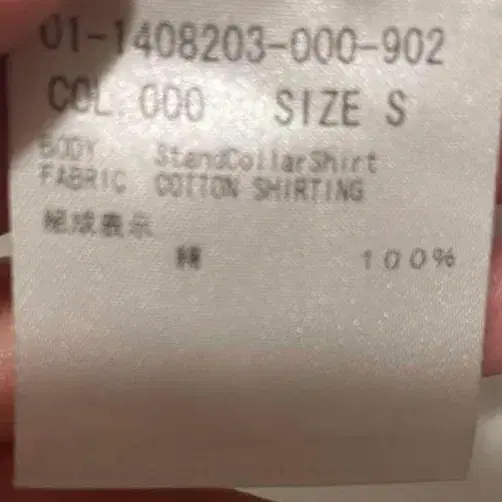 01-1408203-000-902
COL.000 SIZE S
BODY StandCollarShirt
FABRIC COTTON SHIRTING
組成表示
綿 100%